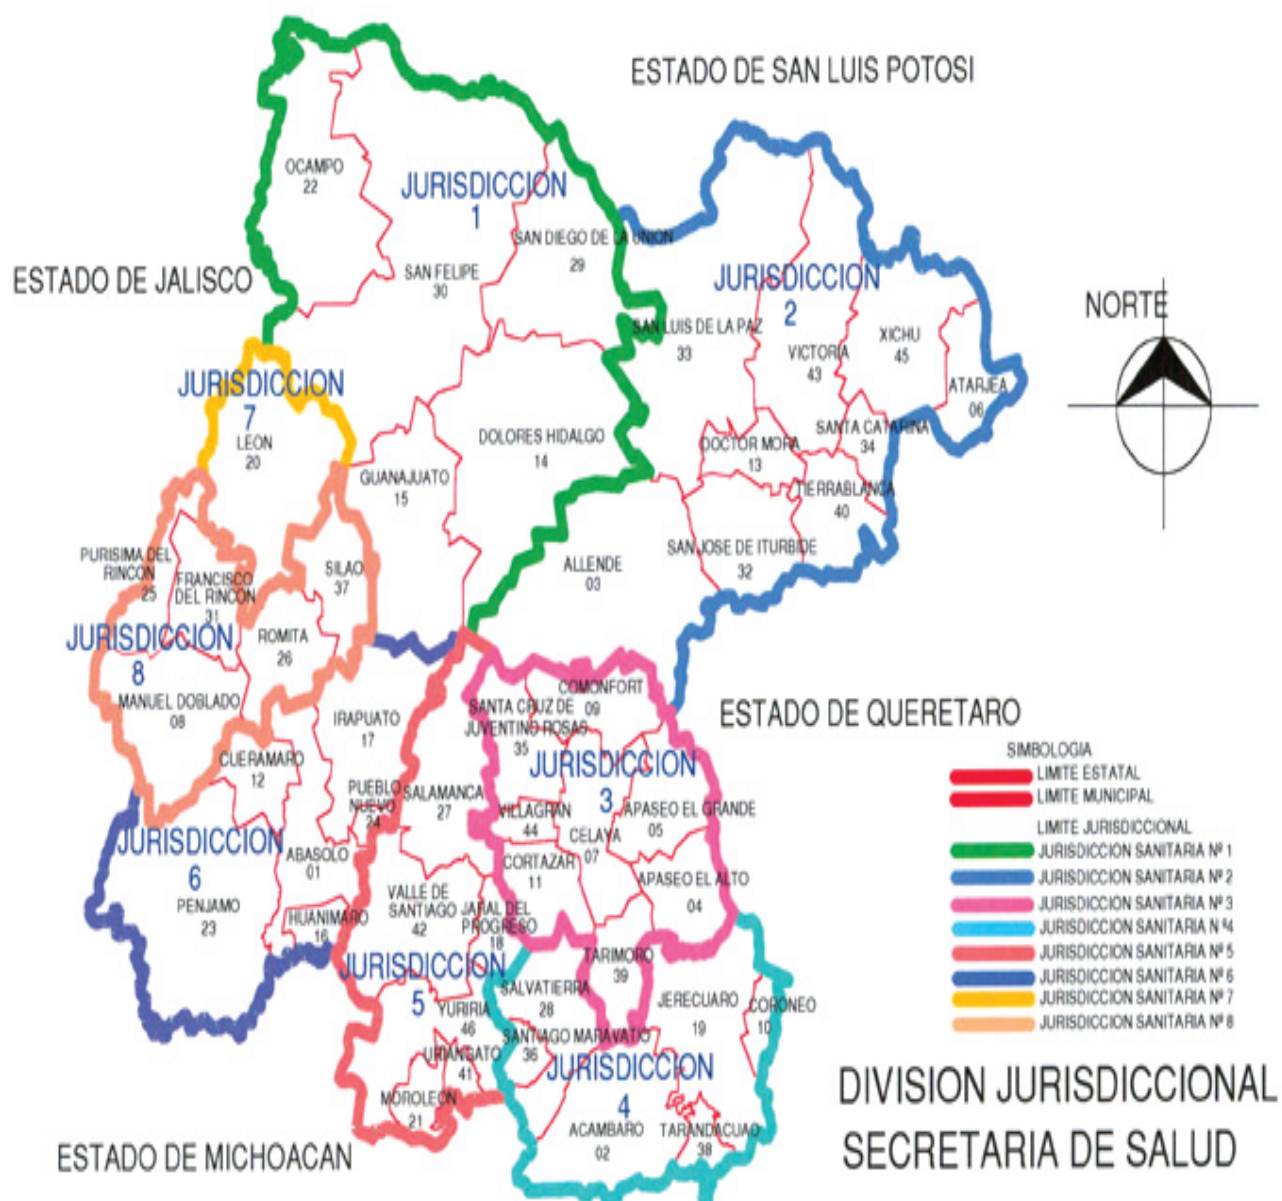 ESTADO DE SAN LUIS POTOSI
OCAMPO
22
JURISDICCION
1
SAN DIEGO DE LA UNION
29
ESTADO DE JALISCO
SAN FELIPE
30
JURISDICCION
2
NORTE
SAN LUIS DE LA PAZ
33
VICTORIA
43
XICHU
45
ATARJEA
06
JURISDICCION
7
LEON
20
DOLORES HIDALGO
14
GUANAJUATO
15
SANTA CATARINA
34
DOCTOR MORA
13
TIERRABLANCA
40
SAN JOSE DE ITURBIDE
32
ALLENDE
03
PURISIMA DEL
RINCON
25
FRANCISCO
DEL RINCON
31
SILAO
37
JURISDICCION
8
ROMITA
26
MANUEL DOBLADO
08
IRAPUATO
17
CUERAMARO
12
COMONFORT
09
SANTA CRUZ DE
JUVENTINO ROSAS
35
ESTADO DE QUERETARO
JURISDICCION
3
PUEBLO
NUEVO
24
SALAMANCA
27
VILLAGRAN
44
APASEO EL GRANDE
05
CELAYA
07
CORTAZAR
11
APASEO EL ALTO
04
JURISDICCION
6
PENJAMO
23
ABASOLO
01
HUANIMARO
16
VALLE DE
SANTIAGO
42
JARAL DEL
PROGRESO
18
JURISDICCION
5
TARIMORO
39
SALVATIERRA
28
YURIRIA
46
JERECUARO
19
CORONEO
10
SANTIAGO MARAVATIO
36
URIANGATO
41
MOROLEON
21
JURISDICCION
4
ACAMBARO
02
TARANDACUAO
38
ESTADO DE MICHOACAN
SIMBOLOGIA
LIMITE ESTATAL
LIMITE MUNICIPAL
LIMITE JURISDICCIONAL
JURISDICCION SANITARIA Nº 1
JURISDICCION SANITARIA Nº 2
JURISDICCION SANITARIA Nº 3
JURISDICCION SANITARIA N º4
JURISDICCION SANITARIA Nº 5
JURISDICCION SANITARIA Nº 6
JURISDICCION SANITARIA Nº 7
JURISDICCION SANITARIA Nº 8
DIVISION JURISDICCIONAL
SECRETARIA DE SALUD